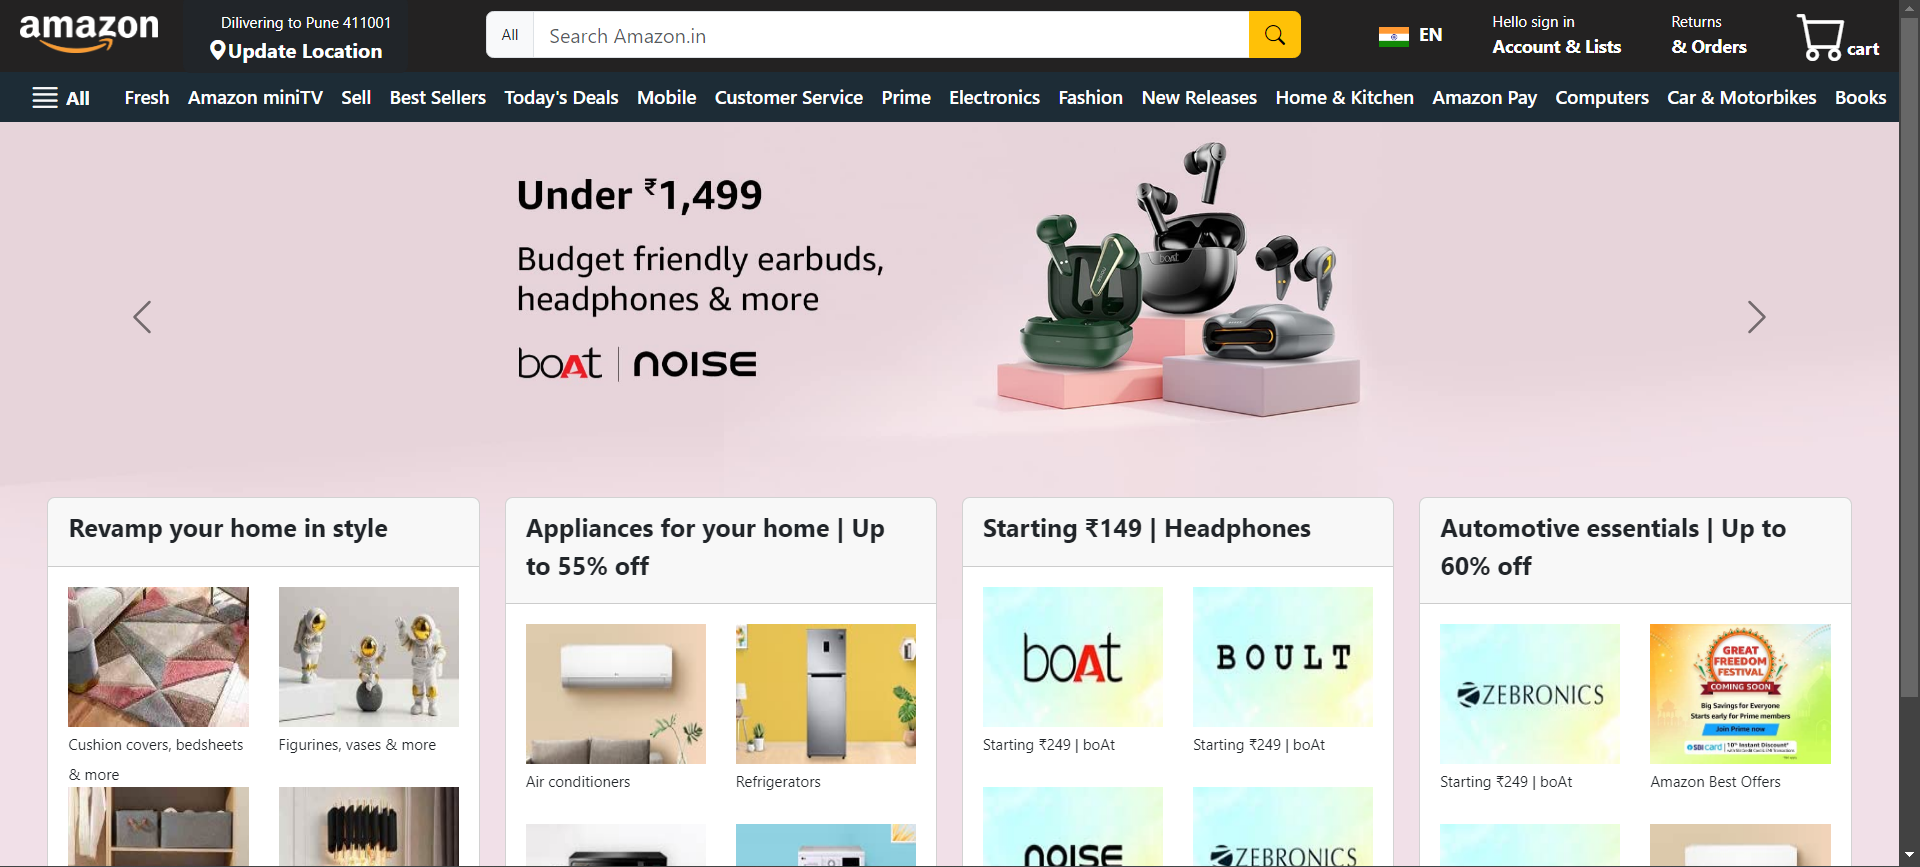 amazon
Dilivering to Pune 411001
Update Location
All
Search Amazon.in
EN
Hello sign in
Account & Lists
Returns
& Orders
cart
All
Fresh
Amazon miniTV
Sell
Best Sellers
Today's Deals
Mobile
Customer Service
Prime
Electronics
Fashion
New Releases
Home & Kitchen
Amazon Pay
Computers
Car & Motorbikes
Books
Under ₹1,499
Budget friendly earbuds,
headphones & more
boAt | noise
Revamp your home in style
Cushion covers, bedsheets
& more
Figurines, vases & more
Appliances for your home | Up
to 55% off
Air conditioners
Refrigerators
Starting ₹149 | Headphones
boAt
BOULT
Starting ₹249 | boAt
Starting ₹249 | boAt
noise
ZEBRONICS
Automotive essentials | Up to
60% off
ZEBRONICS
GREAT
FREEDOM
FESTIVAL
COMING SOON
Big Savings for Everyone
Starts early for Prime members
Join Prime now
SBI card
10% Instant Discount*
Starting ₹249 | boAt
Amazon Best Offers